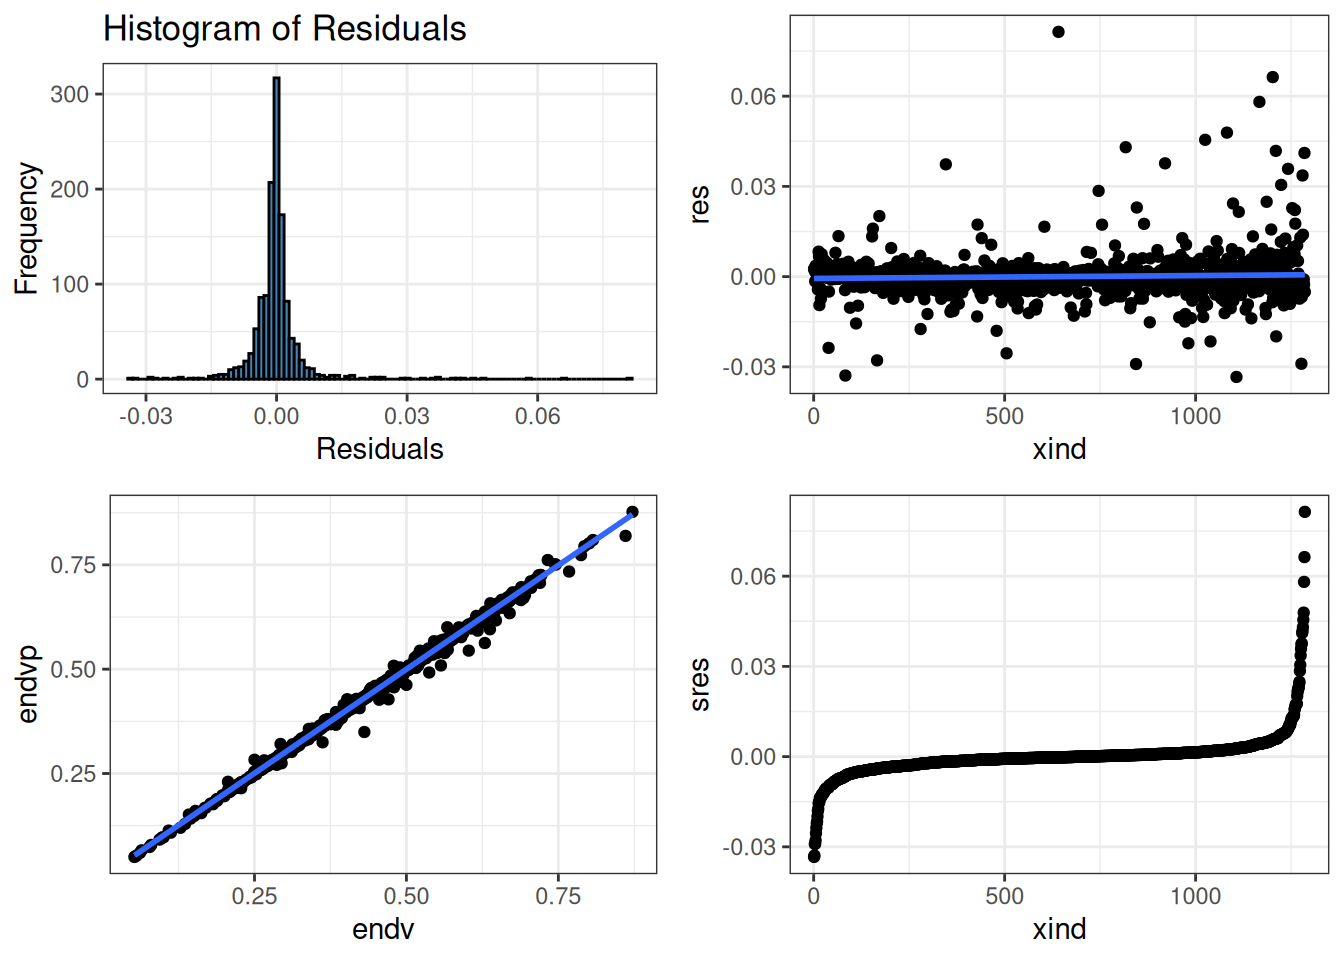 Histogram of Residuals
Frequency
300
200
100
0
-0.03 0.00 0.03 0.06
Residuals
res
0.06
0.03
0.00
-0.03
0 500 1000
xind
endvp
0.75
0.50
0.25
0.25 0.50 0.75
endv
sres
0.06
0.03
0.00
-0.03
0 500 1000
xind